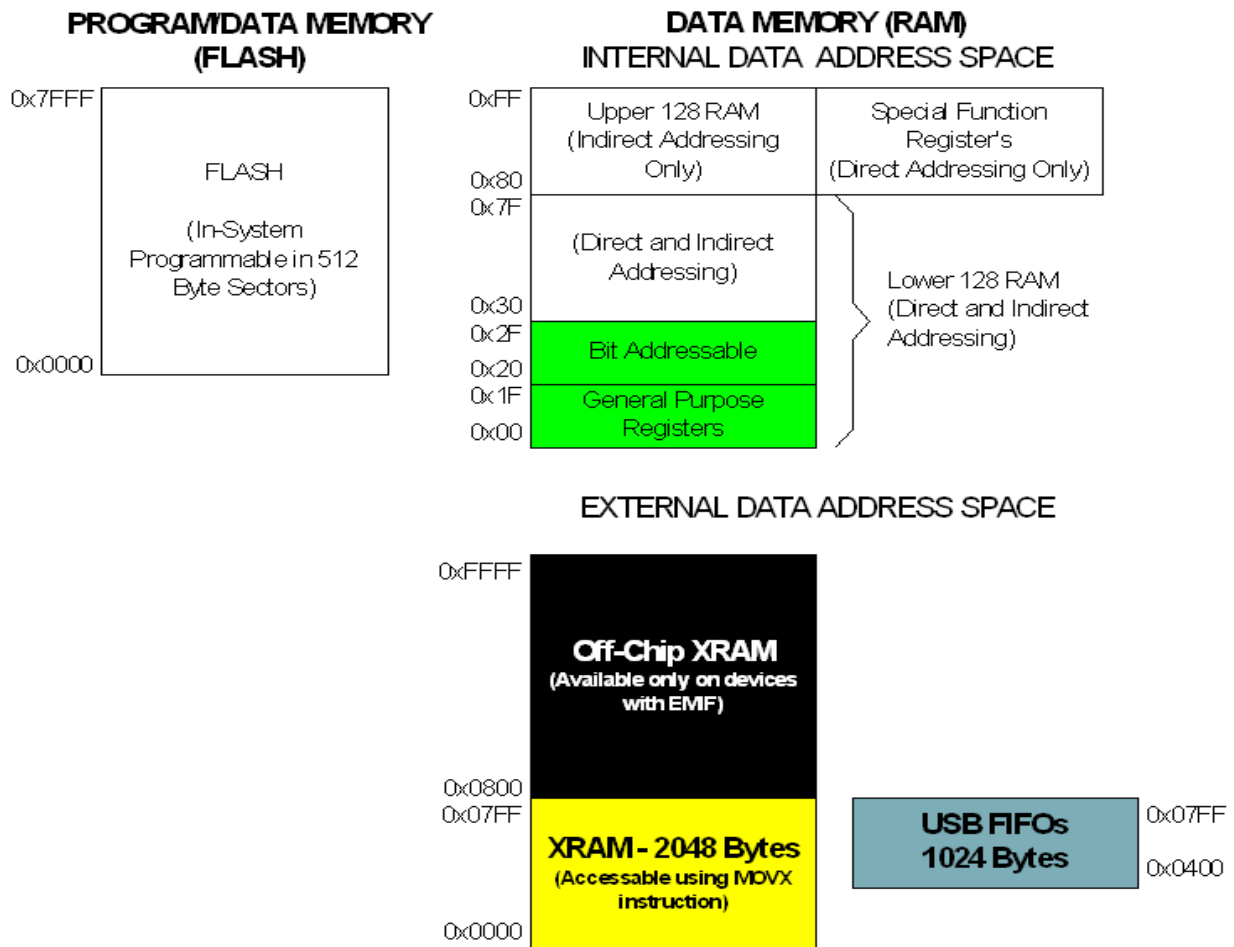 PROGRAM/DATA MEMORY
(FLASH)
0x7FFF
FLASH
(In-System
Programmable in 512
Byte Sectors)
0x0000
DATA MEMORY (RAM)
INTERNAL DATA ADDRESS SPACE
0xFF
Upper 128 RAM
(Indirect Addressing
Only)
0x80
Special Function
Register's
(Direct Addressing Only)
0x7F
(Direct and Indirect
Addressing)
0x30
0x2F
Bit Addressable
0x20
0x1F
General Purpose
Registers
0x00
Lower 128 RAM
(Direct and Indirect
Addressing)
EXTERNAL DATA ADDRESS SPACE
0xFFFF
Off-Chip XRAM
(Available only on devices
with EMIF)
0x0800
0x07FF
XRAM - 2048 Bytes
(Accessable using MOVX
instruction)
0x0000
USB FIFOs
1024 Bytes
0x07FF
0x0400